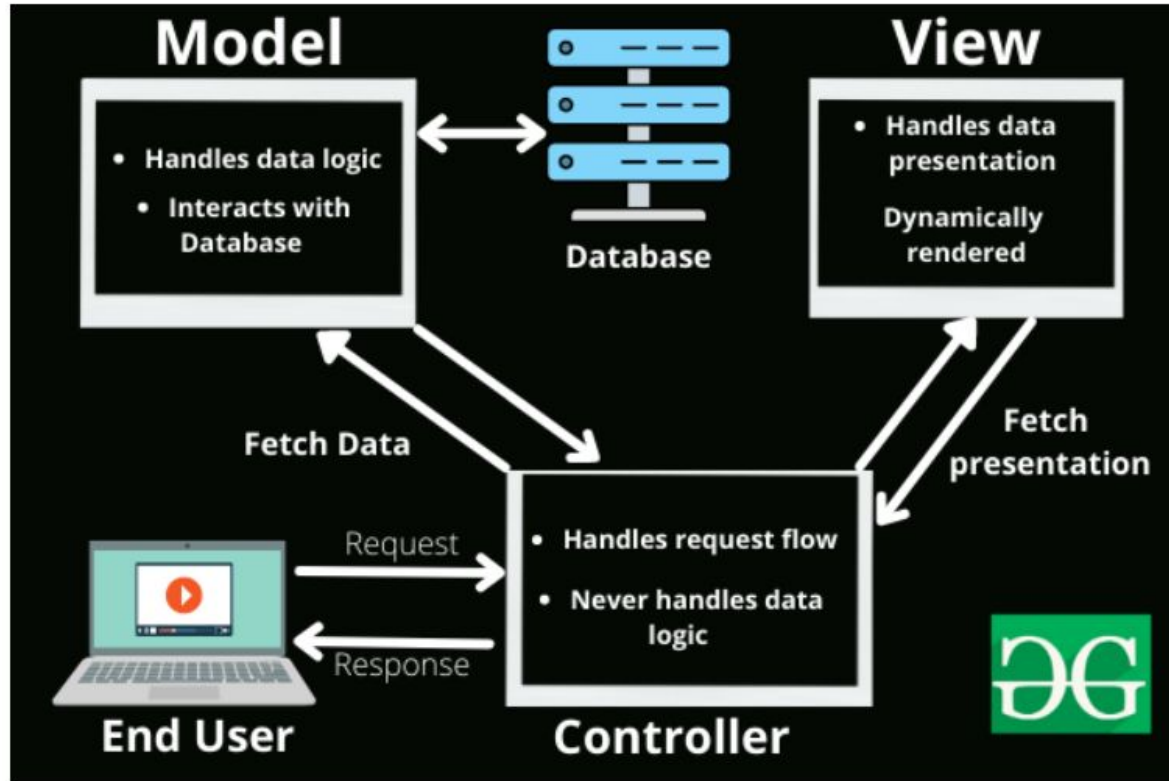 Model
View
• Handles data logic
• Interacts with
Database
Database
• Handles data
presentation
Dynamically
rendered
Fetch Data
Fetch
presentation
Request
Response
• Handles request flow
• Never handles data
logic
End User
Controller